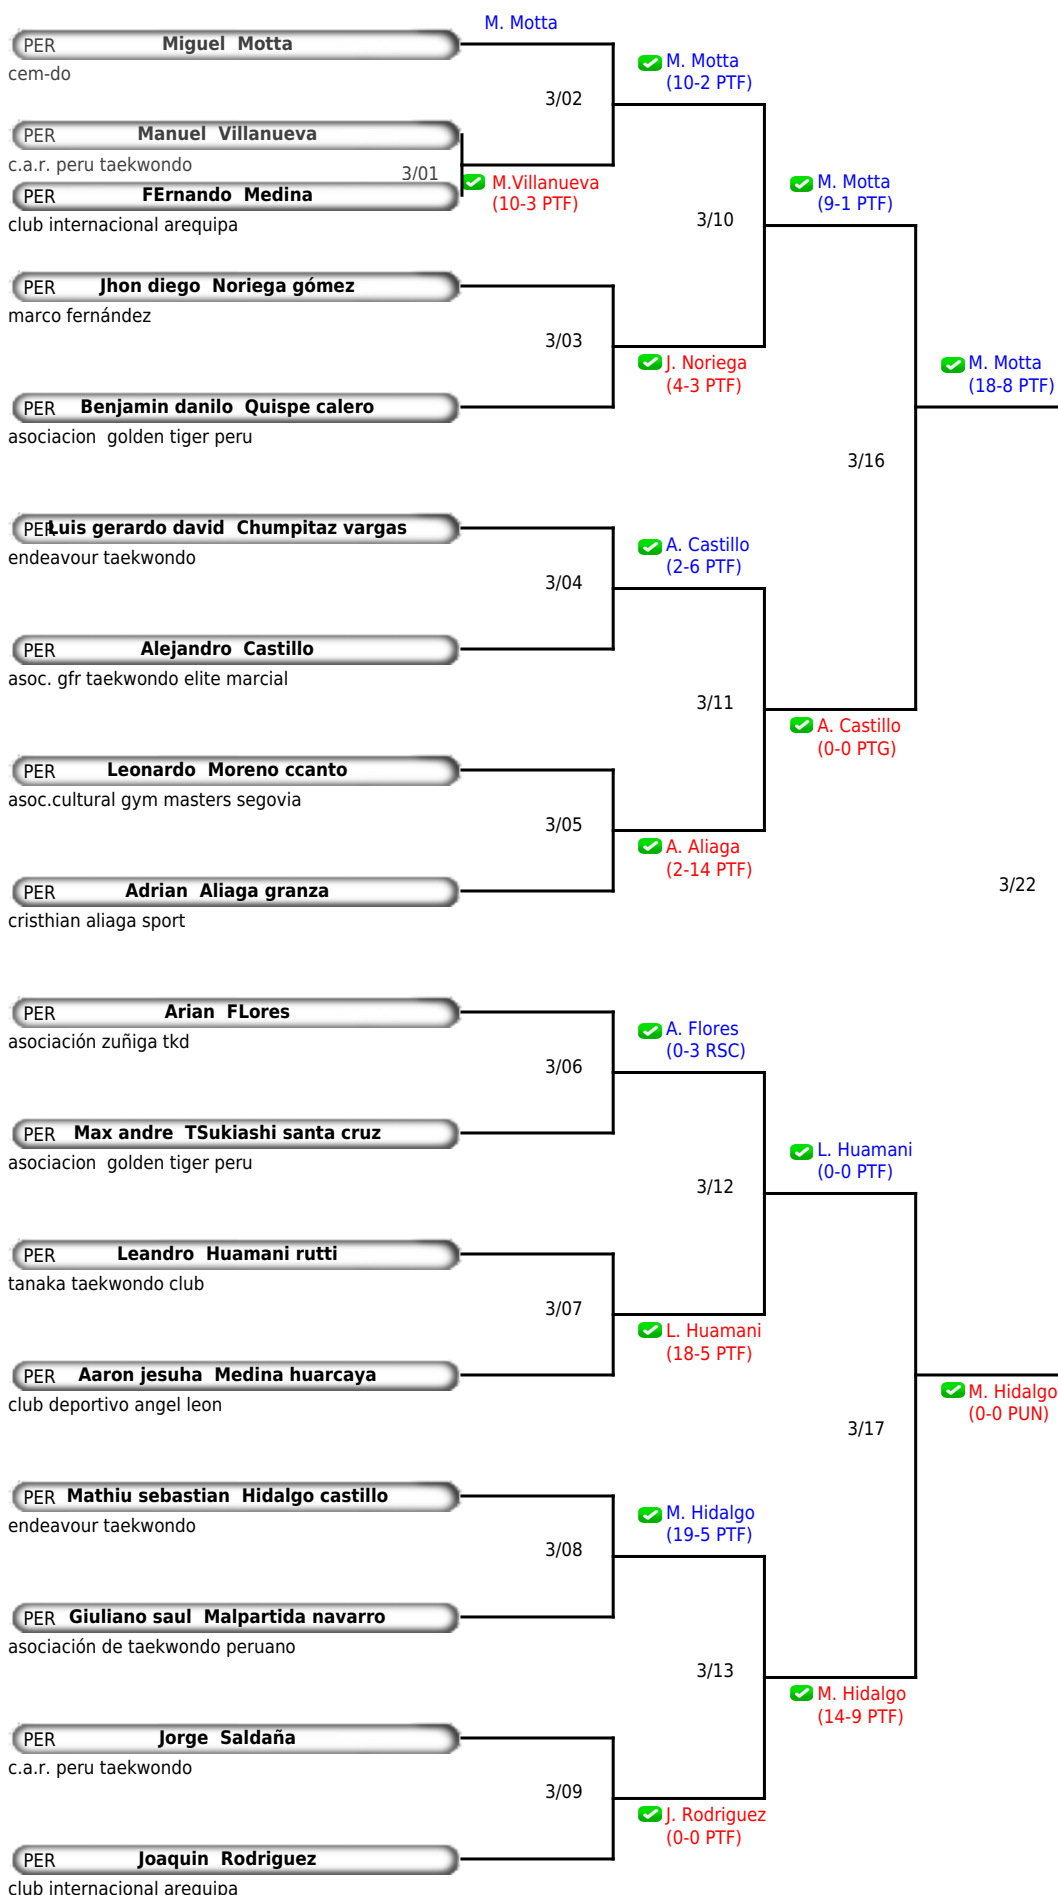 M. Motta
PER Miguel Motta
cem-do
M. Motta
(10-2 PTF)
3/02
PER Manuel Villanueva
c.a.r. peru taekwondo
3/01
M.Villanueva
(10-3 PTF)
PER FErnando Medina
club internacional arequipa
M. Motta
(9-1 PTF)
3/10
PER Jhon diego Noriega gómez
marco fernández
3/03
J. Noriega
(4-3 PTF)
M. Motta
(18-8 PTF)
PER Benjamin danilo Quispe calero
asociacion golden tiger peru
3/16
PER Luis gerardo david Chumpitaz vargas
endeavour taekwondo
A. Castillo
(2-6 PTF)
3/04
PER Alejandro Castillo
asoc. gfr taekwondo elite marcial
3/11
A. Castillo
(0-0 PTG)
PER Leonardo Moreno ccanto
asoc.cultural gym masters segovia
3/05
A. Aliaga
(2-14 PTF)
PER Adrian Aliaga granza
cristhian aliaga sport
3/22
PER Arian FLores
asociación zuñiga tkd
A. Flores
(0-3 RSC)
3/06
PER Max andre TSukiashi santa cruz
asociacion golden tiger peru
L. Huamani
(0-0 PTF)
3/12
PER Leandro Huamani rutti
tanaka taekwondo club
3/07
L. Huamani
(18-5 PTF)
PER Aaron jesuha Medina huarcaya
club deportivo angel leon
M. Hidalgo
(0-0 PUN)
3/17
PER Mathiu sebastian Hidalgo castillo
endeavour taekwondo
M. Hidalgo
(19-5 PTF)
3/08
PER Giuliano saul Malpartida navarro
asociación de taekwondo peruano
3/13
M. Hidalgo
(14-9 PTF)
PER Jorge Saldaña
c.a.r. peru taekwondo
3/09
J. Rodriguez
(0-0 PTF)
PER Joaquin Rodriguez
club internacional arequipa